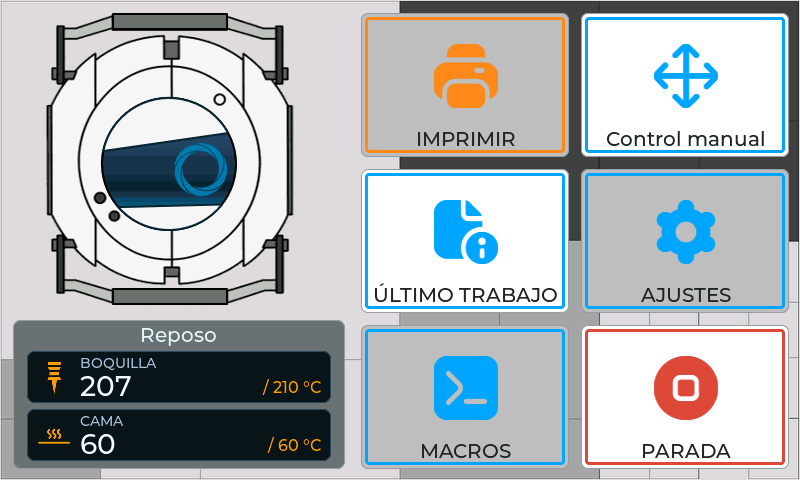 IMPRIMIR
Control manual
ÚLTIMO TRABAJO
AJUSTES
Reposo
BOQUILLA
207 / 210 °C
CAMA
60 / 60 °C
MACROS
PARADA